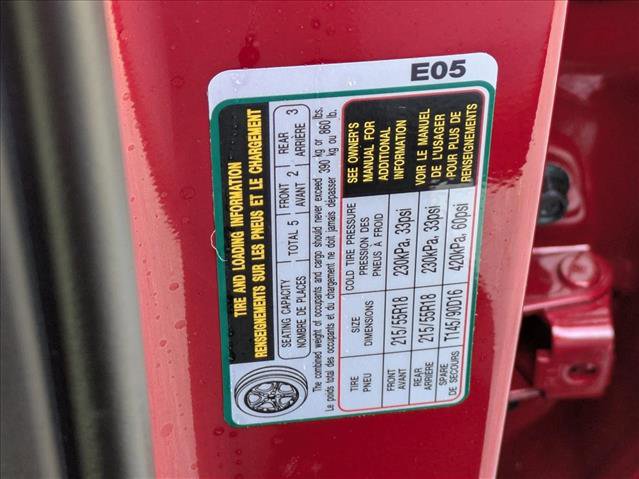 E05
TIRE AND LOADING INFORMATION
RENSEIGNEMENTS SUR LES PNEUS ET LE CHARGEMENT
SEATING CAPACITY
NOMBRE DE PLACES
TOTAL 5
FRONT
AVANT 2
REAR
ARRIÈRE 3
The combined weight of occupants and cargo should never exceed
Le poids total des occupants et du chargement ne doit jamais dépasser
390 kg or 860 lbs.
390 kg ou 860 lb.
TIRE
PNEU
SIZE
DIMENSIONS
COLD TIRE PRESSURE
PRESSION DES
PNEUS À FROID
SEE OWNER'S
MANUAL FOR
ADDITIONAL
INFORMATION
VOIR LE MANUEL
DE L'USAGER
POUR PLUS DE
RENSEIGNEMENTS
FRONT
AVANT
215/55R18
230kPa, 33psi
REAR
ARRIÈRE
215/55R18
230kPa, 33psi
SPARE
DE SECOURS
T145/90D16
420kPa, 60psi